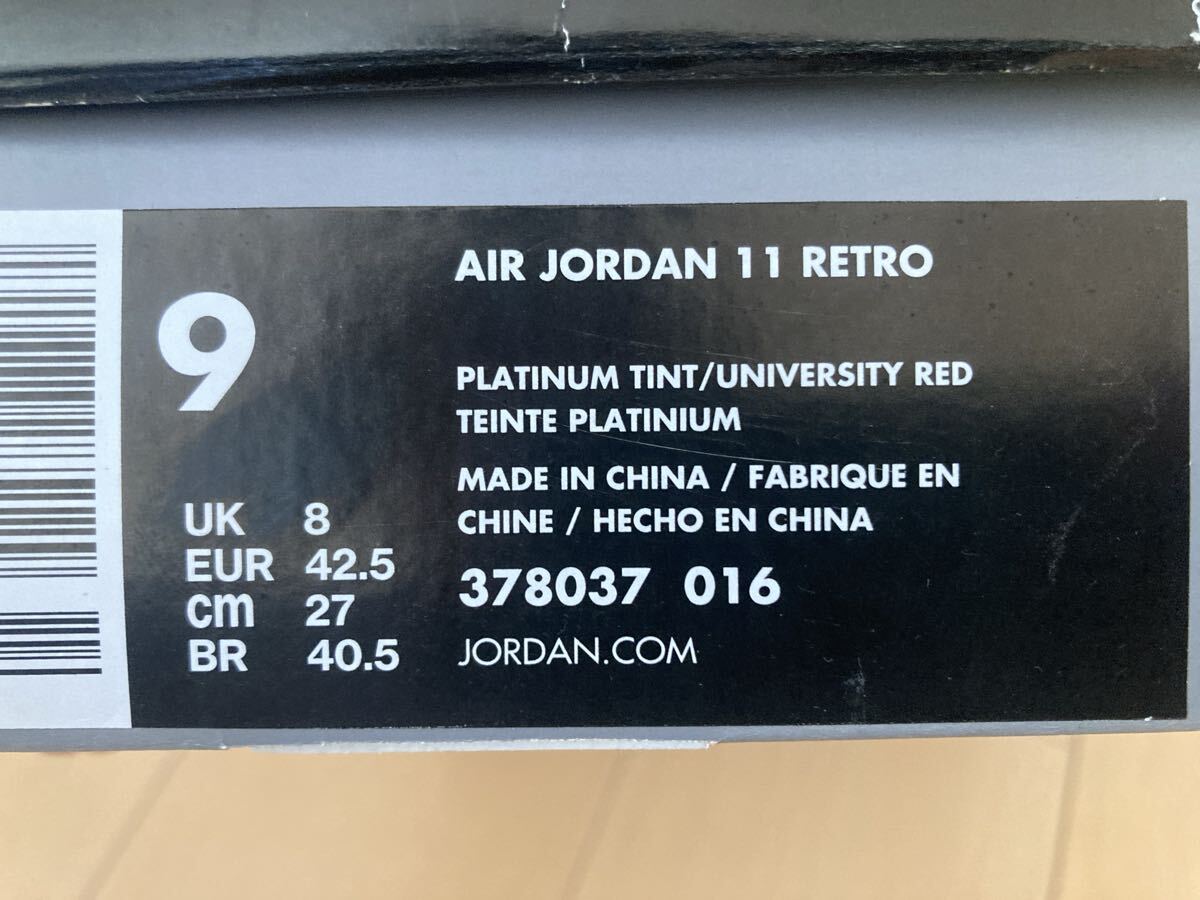 9
UK 8
EUR 42.5
cm 27
BR 40.5
AIR JORDAN 11 RETRO
PLATINUM TINT/UNIVERSITY RED
TEINTE PLATINIUM
MADE IN CHINA / FABRIQUE EN
CHINE / HECHO EN CHINA
378037 016
JORDAN.COM